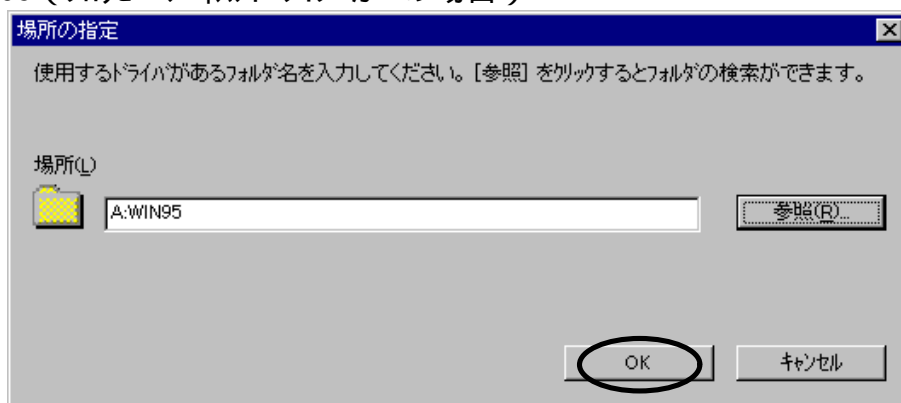 場所の指定
使用するﾄﾞﾗｲﾊﾞがあるﾌｫﾙﾀﾞ名を入力してください。[参照] をｸﾘｯｸするとﾌｫﾙﾀﾞの検索ができます。
場所(L)
A:WIN95
参照(R)...
OK
ｷｬﾝｾﾙ